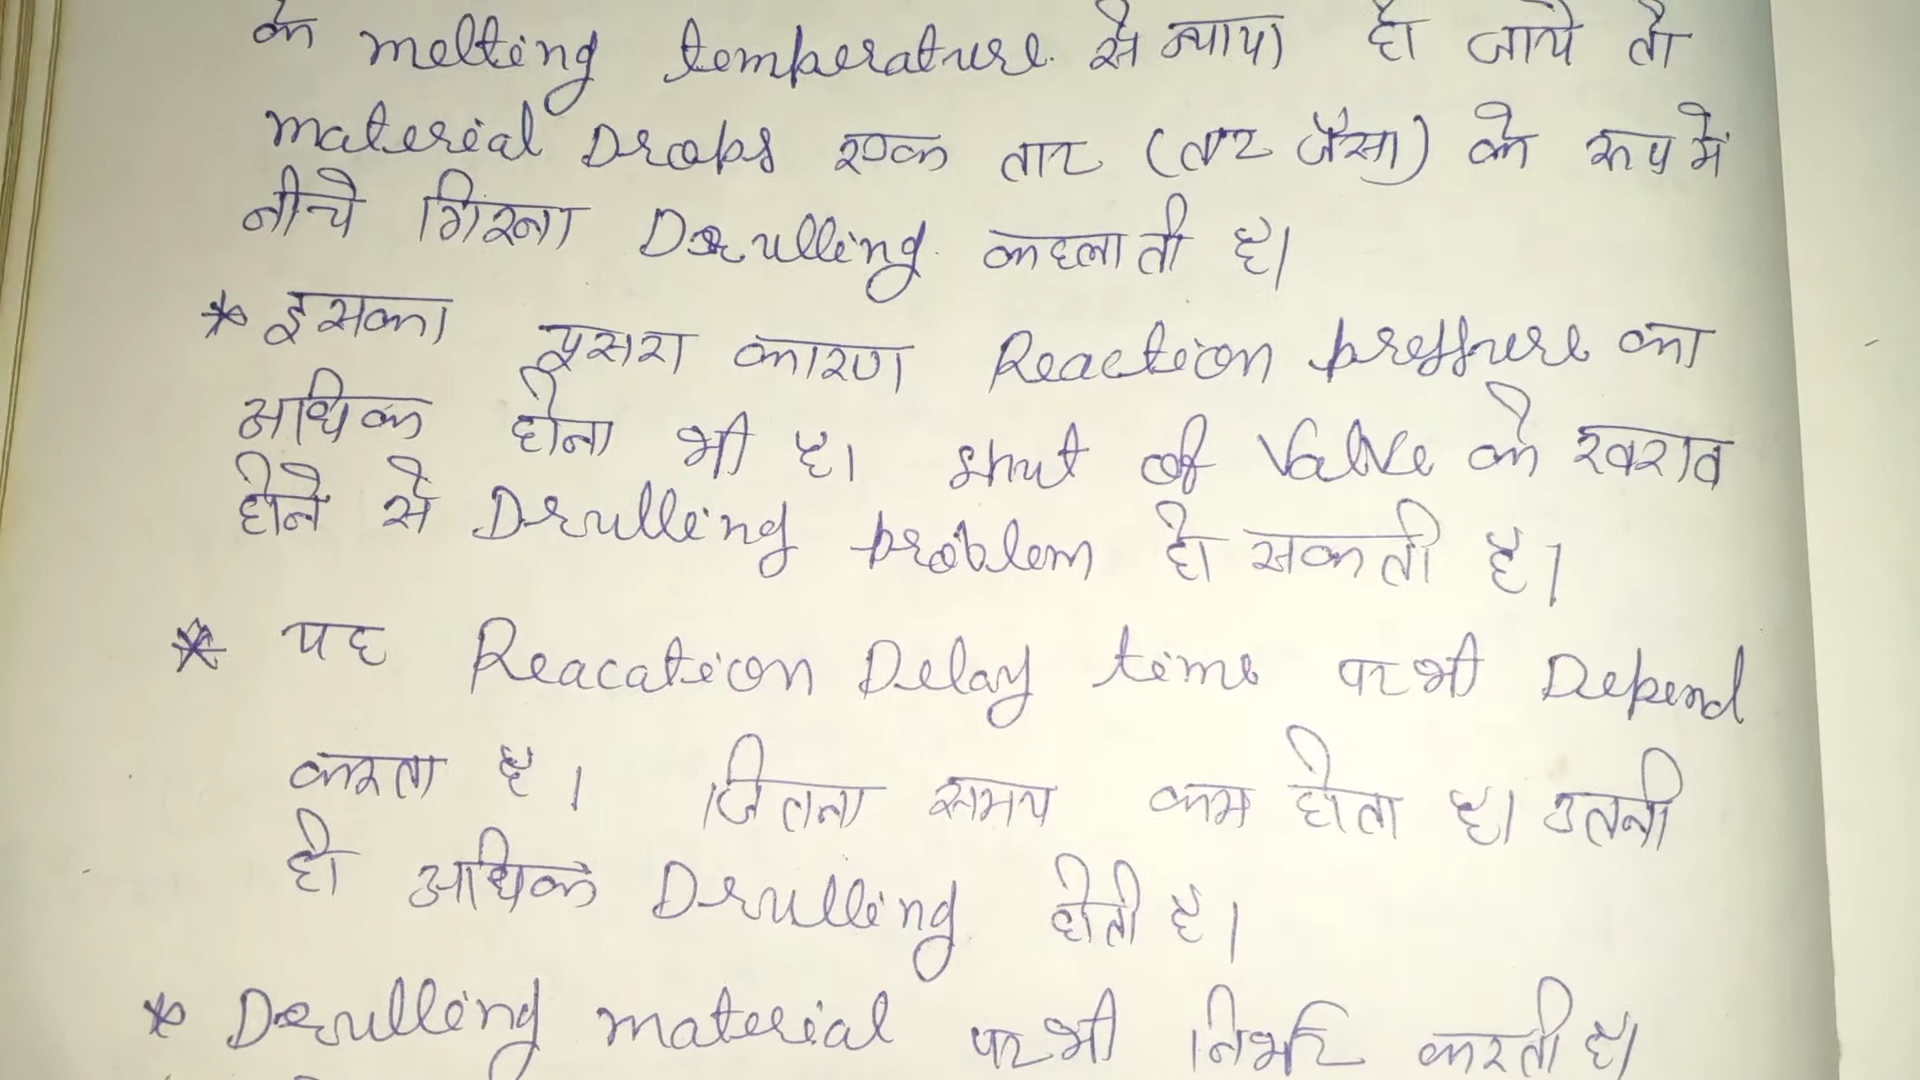 के melting temperature से ज्यादा हो जाये तो
material Drops एक तार (तार जैसा) के रूप में
नीचे गिरना Drulling कहलाती है।
* इसका दूसरा कारण Reaction pressure का
अधिक होना भी है। shut of Valve के खराब
होने से Drulling problem हो सकती है।
* यह Reacation Delay time पर भी Depend
करता है। जितना समय कम होता है। उतनी
ही अधिक Drulling होती है।
* Drulling material पर भी निर्भर करती है।